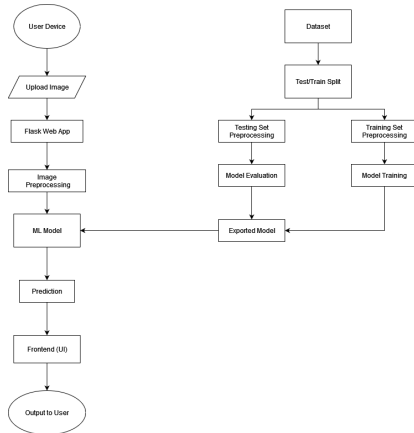 User Device
Upload Image
Flask Web App
Image
Preprocessing
ML Model
Prediction
Frontend (UI)
Output to User
Dataset
Test/Train Split
Testing Set
Preprocessing
Training Set
Preprocessing
Model Evaluation
Model Training
Exported Model